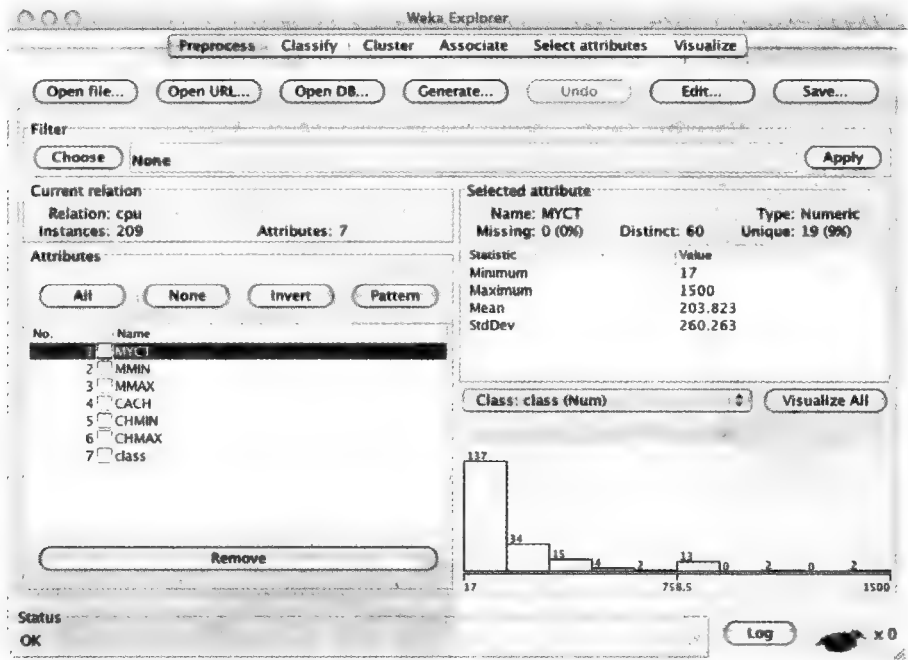 Weka Explorer
Preprocess Classify Cluster Associate Select attributes Visualize
Open file... Open URL... Open DB... Generate... Undo Edit... Save...
Filter
Choose None Apply
Current relation
Relation: cpu
Instances: 209 Attributes: 7
Selected attribute
Name: MYCT Type: Numeric
Missing: 0 (0%) Distinct: 60 Unique: 19 (9%)
Statistic Value
Minimum 17
Maximum 1500
Mean 203.823
StdDev 260.263
Attributes
All None Invert Pattern
No. Name
1 MYCT
2 MMIN
3 MMAX
4 CACH
5 CHMIN
6 CHMAX
7 class
Remove
Class: class (Num) Visualize All
137
34
15
4 2 13 0 2 0 2
17 758.5 1500
Status
OK
Log x 0